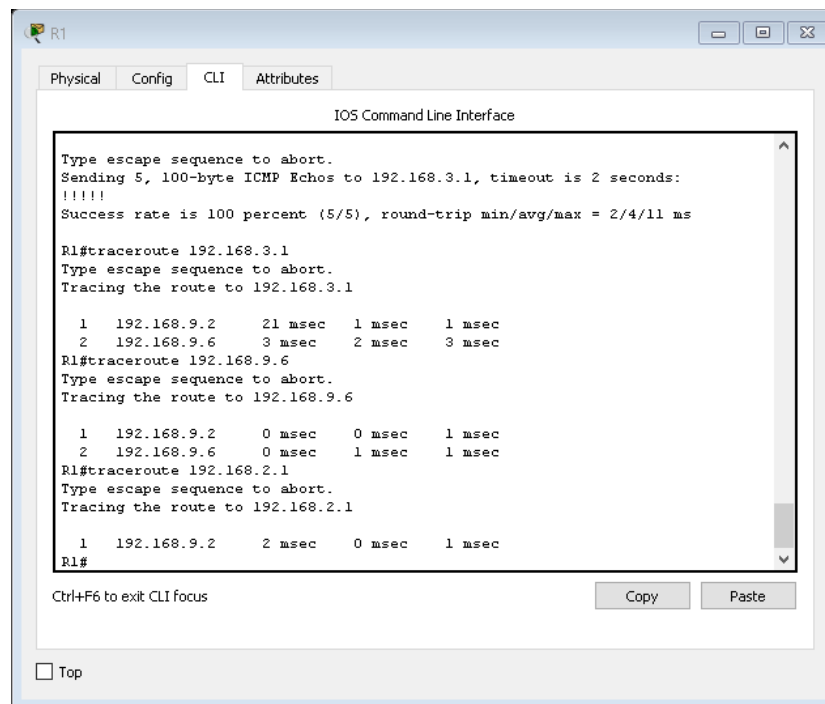 R1
Physical Config CLI Attributes
IOS Command Line Interface
Type escape sequence to abort.
Sending 5, 100-byte ICMP Echos to 192.168.3.1, timeout is 2 seconds:
!!!!!
Success rate is 100 percent (5/5), round-trip min/avg/max = 2/4/11 ms
R1#traceroute 192.168.3.1
Type escape sequence to abort.
Tracing the route to 192.168.3.1
1 192.168.9.2 21 msec 1 msec 1 msec
2 192.168.9.6 3 msec 2 msec 3 msec
R1#traceroute 192.168.9.6
Type escape sequence to abort.
Tracing the route to 192.168.9.6
1 192.168.9.2 0 msec 0 msec 1 msec
2 192.168.9.6 0 msec 1 msec 1 msec
R1#traceroute 192.168.2.1
Type escape sequence to abort.
Tracing the route to 192.168.2.1
1 192.168.9.2 2 msec 0 msec 1 msec
R1#
Ctrl+F6 to exit CLI focus
Copy Paste
Top